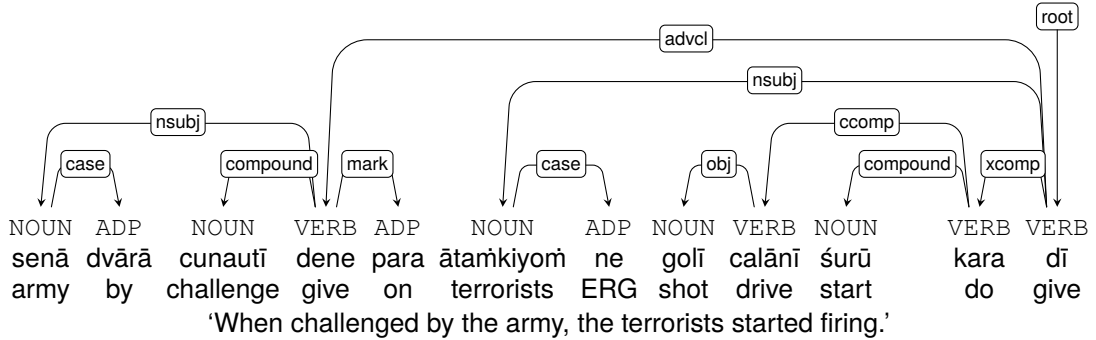 root
advcl
nsubj
nsubj ccomp
case compound mark case obj compound xcomp
NOUN ADP NOUN VERB ADP NOUN ADP NOUN VERB NOUN VERB VERB
senā dvārā cunautī dene para ātaṁkiyoṁ ne golī calānī śurū kara dī
army by challenge give on terrorists ERG shot drive start do give
‘When challenged by the army, the terrorists started firing.’